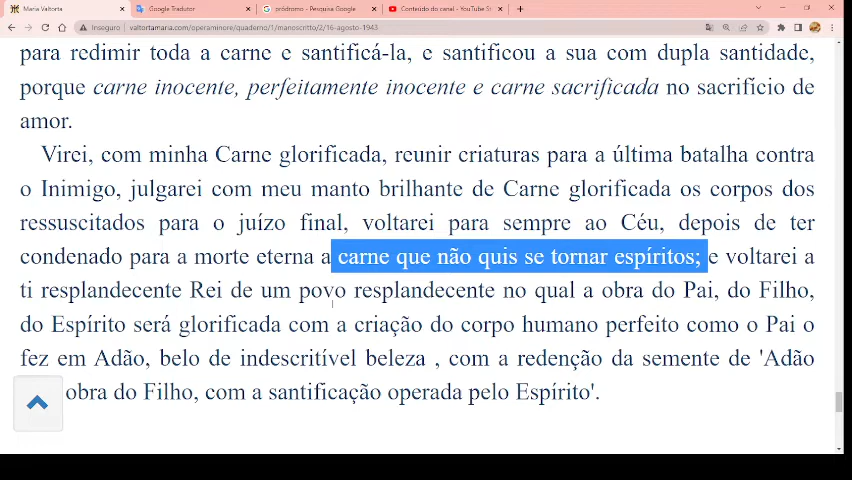 Maria Valtorta
Google Tradutor
pródromo - Pesquisa Google
Conteúdo do canal - YouTube St
Inseguro valtortamaria.com/operaminore/quaderno/1/manoscritto/2/16-agosto-1943
para redimir toda a carne e santificá-la, e santificou a sua com dupla santidade,
porque carne inocente, perfeitamente inocente e carne sacrificada no sacrifício de
amor.
Virei, com minha Carne glorificada, reunir criaturas para a última batalha contra
o Inimigo, julgarei com meu manto brilhante de Carne glorificada os corpos dos
ressuscitados para o juízo final, voltarei para sempre ao Céu, depois de ter
condenado para a morte eterna a carne que não quis se tornar espíritos; e voltarei a
ti resplandecente Rei de um povo resplandecente no qual a obra do Pai, do Filho,
do Espírito será glorificada com a criação do corpo humano perfeito como o Pai o
fez em Adão, belo de indescritível beleza , com a redenção da semente de 'Adão
obra do Filho, com a santificação operada pelo Espírito'.